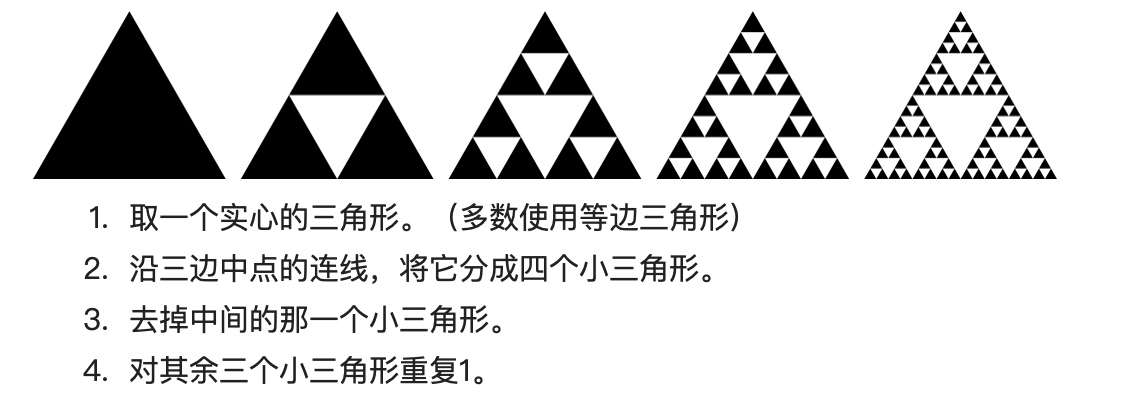 1. 取一个实心的三角形。（多数使用等边三角形）
2. 沿三边中点的连线，将它分成四个小三角形。
3. 去掉中间的那一个小三角形。
4. 对其余三个小三角形重复1。